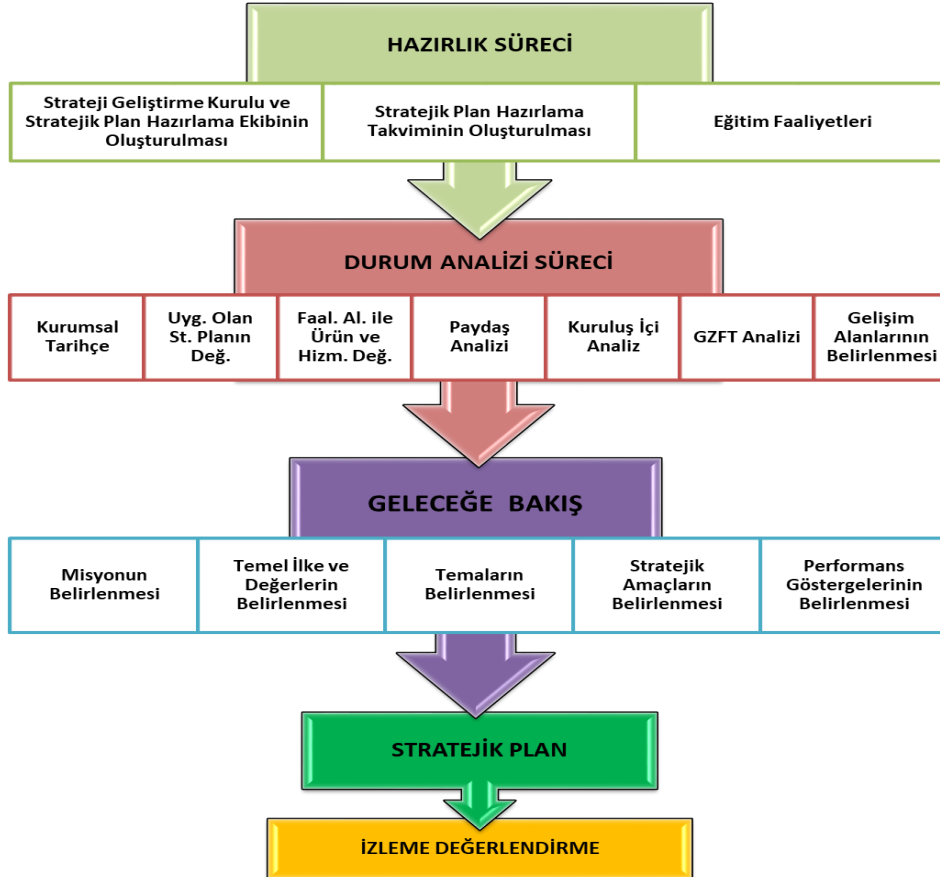 HAZIRLIK SÜRECİ
Strateji Geliştirme Kurulu ve
Stratejik Plan Hazırlama Ekibinin
Oluşturulması
Stratejik Plan Hazırlama
Takviminin Oluşturulması
Eğitim Faaliyetleri
DURUM ANALİZİ SÜRECİ
Kurumsal
Tarihçe
Uyg. Olan
St. Planın
Değ.
Faal. Al. ile
Ürün ve
Hizm. Değ.
Paydaş
Analizi
Kuruluş İçi
Analiz
GZFT Analizi
Gelişim
Alanlarının
Belirlenmesi
GELECEĞE BAKIŞ
Misyonun
Belirlenmesi
Temel İlke ve
Değerlerin
Belirlenmesi
Temaların
Belirlenmesi
Stratejik
Amaçların
Belirlenmesi
Performans
Göstergelerinin
Belirlenmesi
STRATEJİK PLAN
İZLEME DEĞERLENDİRME